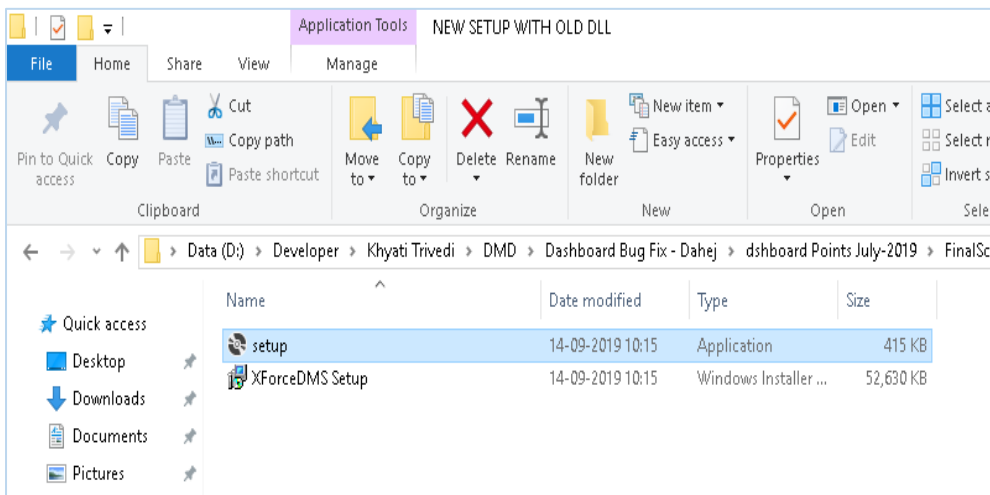 Application Tools NEW SETUP WITH OLD DLL
File Home Share View Manage
Pin to Quick access
Copy
Paste
Cut
Copy path
Paste shortcut
Clipboard
Move to
Copy to
Delete
Rename
Organize
New folder
New item
Easy access
New
Properties
Open
Edit
Open
Select
Select
Invert s
Sele
Data (D:) > Developer > Khyati Trivedi > DMD > Dashboard Bug Fix - Dahej > dshboard Points July-2019 > FinalSc
Name Date modified Type Size
Quick access
Desktop
Downloads
Documents
Pictures
setup 14-09-2019 10:15 Application 415 KB
XForceDMS Setup 14-09-2019 10:15 Windows Installer ... 52,630 KB